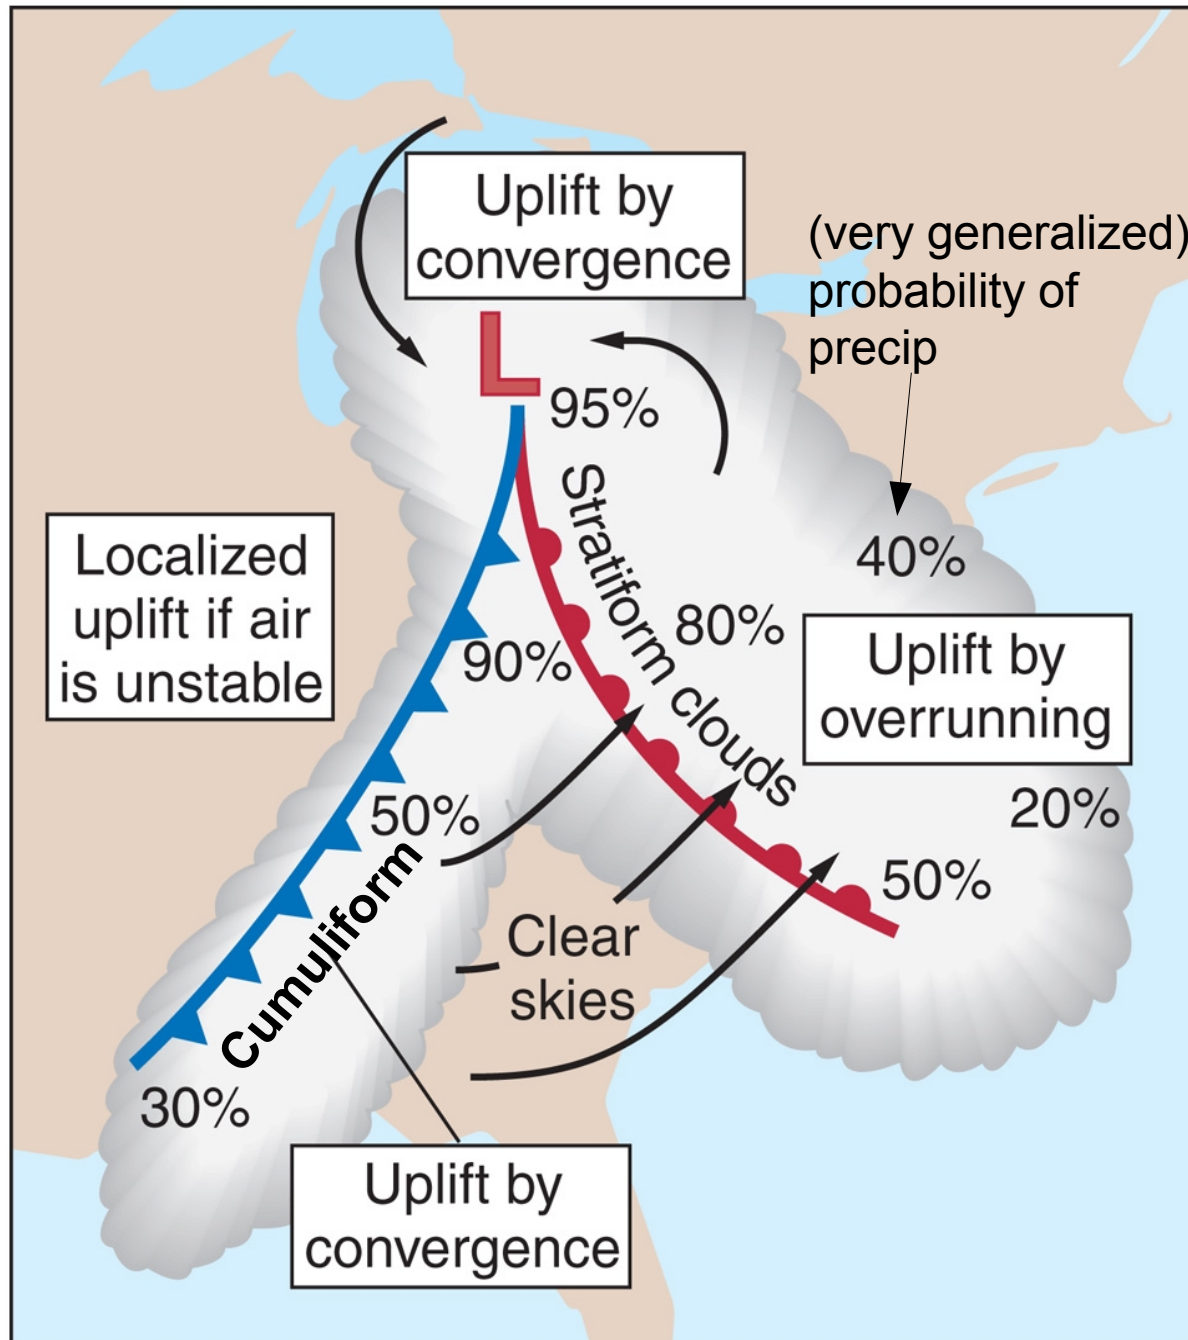 Uplift by
convergence
(very generalized)
probability of
precip
L
95%
Stratiform clouds
40%
Localized
uplift if air
is unstable
80%
90%
Uplift by
overrunning
20%
50%
50%
Cumuliform
Clear
skies
30%
Uplift by
convergence